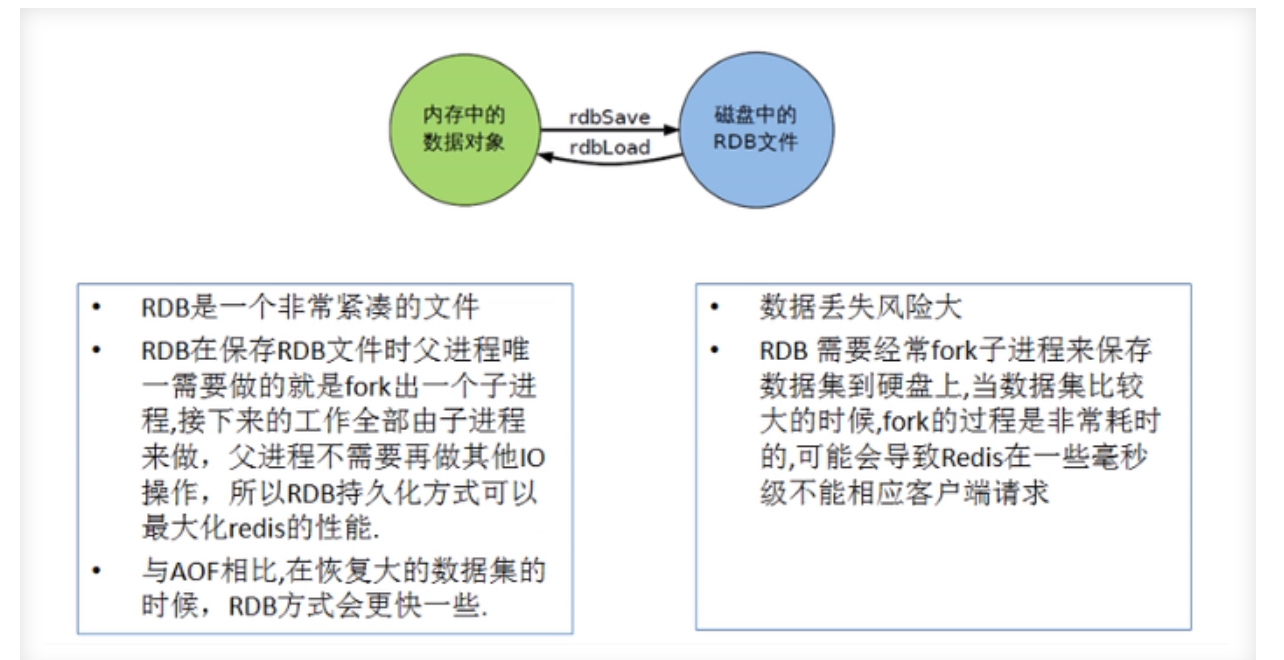 内存中的
数据对象
rdbSave
rdbLoad
磁盘中的
RDB文件
• RDB是一个非常紧凑的文件
• RDB在保存RDB文件时父进程唯
一需要做的就是fork出一个子进
程,接下来的工作全部由子进程
来做，父进程不需要再做其他IO
操作，所以RDB持久化方式可以
最大化redis的性能.
• 与AOF相比,在恢复大的数据集的
时候，RDB方式会更快一些.
• 数据丢失风险大
• RDB 需要经常fork子进程来保存
数据集到硬盘上,当数据集比较
大的时候,fork的过程是非常耗时
的,可能会导致Redis在一些毫秒
级不能相应客户端请求